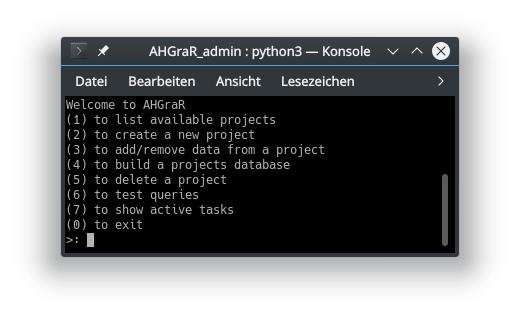 AHGraR_admin : python3 — Konsole
Datei Bearbeiten Ansicht Lesezeichen
Welcome to AHGraR
(1) to list available projects
(2) to create a new project
(3) to add/remove data from a project
(4) to build a projects database
(5) to delete a project
(6) to test queries
(7) to show active tasks
(0) to exit
>: